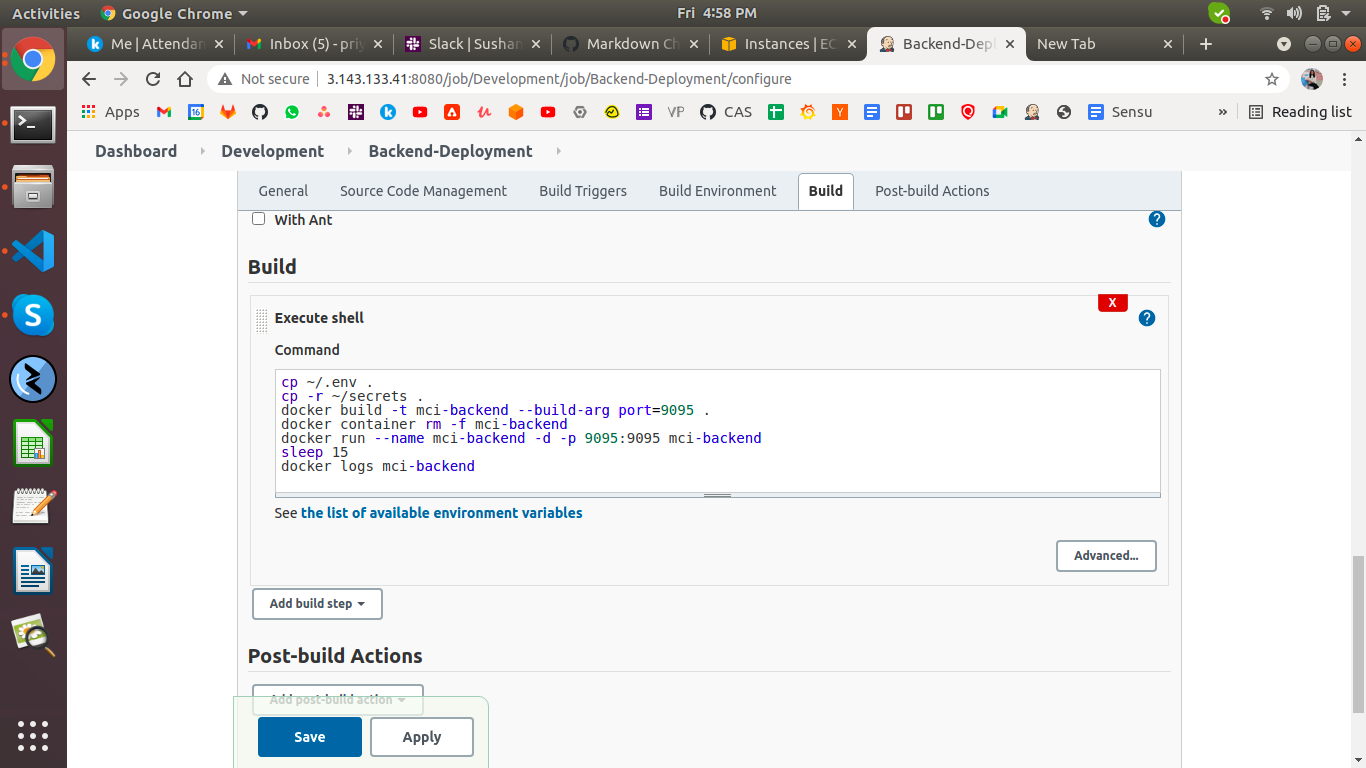 Activities
Google Chrome
Fri 4:58 PM
Me | Attendan
Inbox (5) - priy
Slack | Sushan
Markdown Ch
Instances | EC
Backend-Depl
New Tab
Not secure
3.143.133.41:8080/job/Development/job/Backend-Deployment/configure
Apps
VP
CAS
Sensu
»
Reading list
Dashboard
Development
Backend-Deployment
General
Source Code Management
Build Triggers
Build Environment
Build
Post-build Actions
With Ant
?
Build
X
Execute shell
?
Command
cp ~/.env .
cp -r ~/secrets .
docker build -t mci-backend --build-arg port=9095 .
docker container rm -f mci-backend
docker run --name mci-backend -d -p 9095:9095 mci-backend
sleep 15
docker logs mci-backend
See the list of available environment variables
Advanced...
Add build step
Post-build Actions
Add post-build action
Save
Apply